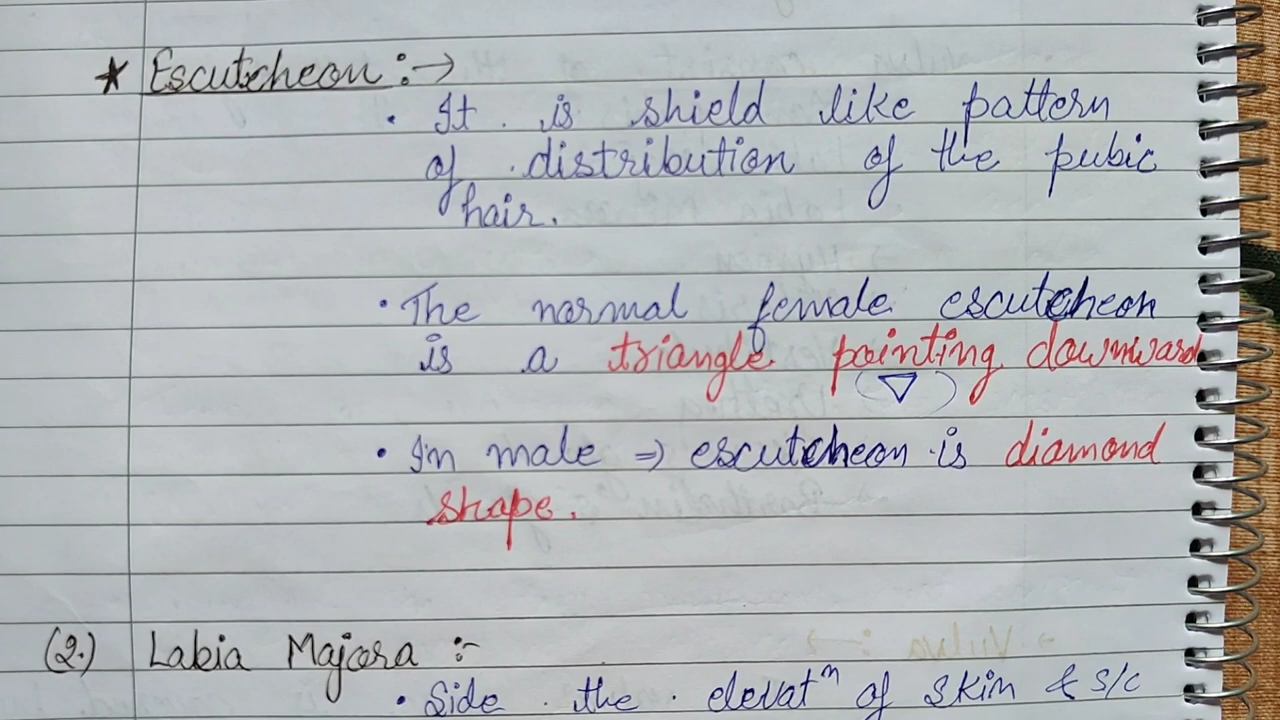 * Escutcheon :→
• It is shield like pattern
of distribution of the pubic
hair.
• The normal female escutcheon
is a triangle pointing downward
(▽)
• In male ⇒ escutcheon is diamond
shape.
(2.) Labia Majora :-
• Side the elevatⁿ of skin & s/c